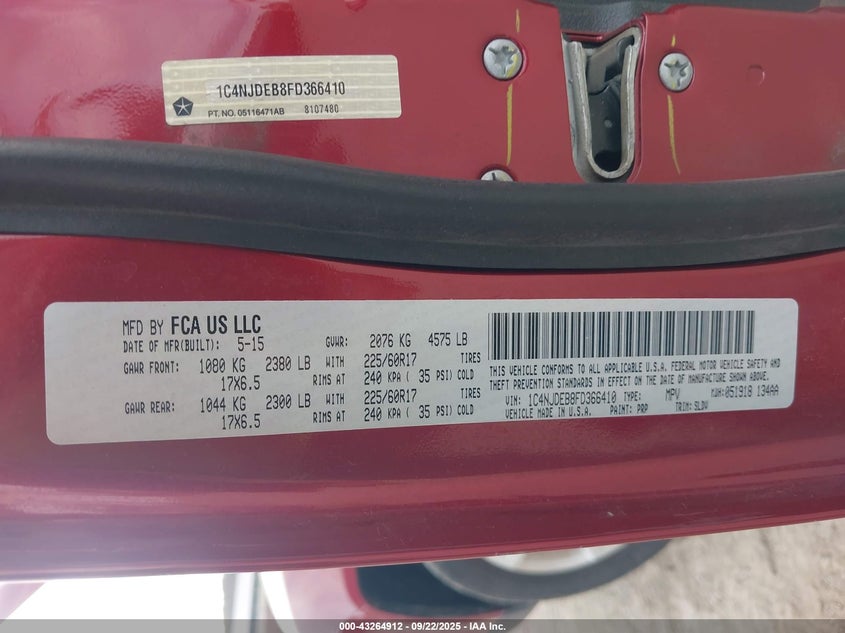 1C4NJDEB8FD366410
PT. NO. 05116471AB 8107480
MFD BY FCA US LLC
DATE OF MFR(BUILT): 5-15 GVWR: 2076 KG 4575 LB
GAWR FRONT: 1080 KG 2380 LB WITH 225/60R17 TIRES
17X6.5 RIMS AT 240 KPA ( 35 PSI) COLD
GAWR REAR: 1044 KG 2300 LB WITH 225/60R17 TIRES
17X6.5 RIMS AT 240 KPA ( 35 PSI) COLD
THIS VEHICLE CONFORMS TO ALL APPLICABLE U.S.A. FEDERAL MOTOR VEHICLE SAFETY AND
THEFT PREVENTION STANDARDS IN EFFECT ON THE DATE OF MANUFACTURE SHOWN ABOVE.
VIN: 1C4NJDEB8FD366410 TYPE: MPV MDH:051918 134AA
VEHICLE MADE IN U.S.A. PAINT: PRP TRIM: SLDV
000-43264912 - 09/22/2025 - IAA Inc.